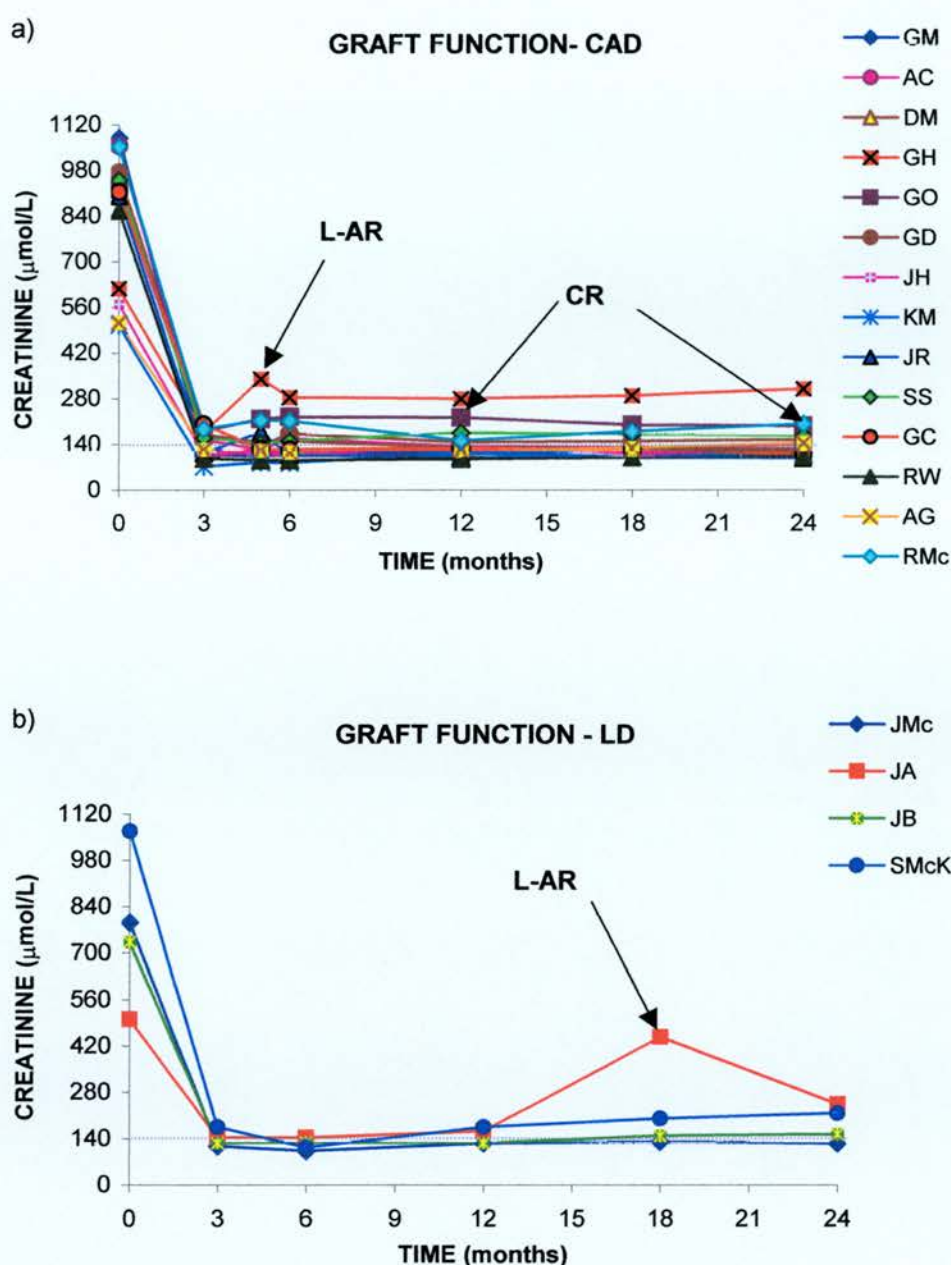 a)
GRAFT FUNCTION- CAD
CREATININE (µmol/L)
1120
980
840
700
560
420
280
140
0
L-AR
CR
0 3 6 9 12 15 18 21 24
TIME (months)
GM
AC
DM
GH
GO
GD
JH
KM
JR
SS
GC
RW
AG
RMc
b)
GRAFT FUNCTION - LD
CREATININE (µmol/L)
1120
980
840
700
560
420
280
140
0
L-AR
0 3 6 9 12 15 18 21 24
TIME (months)
JMc
JA
JB
SMcK